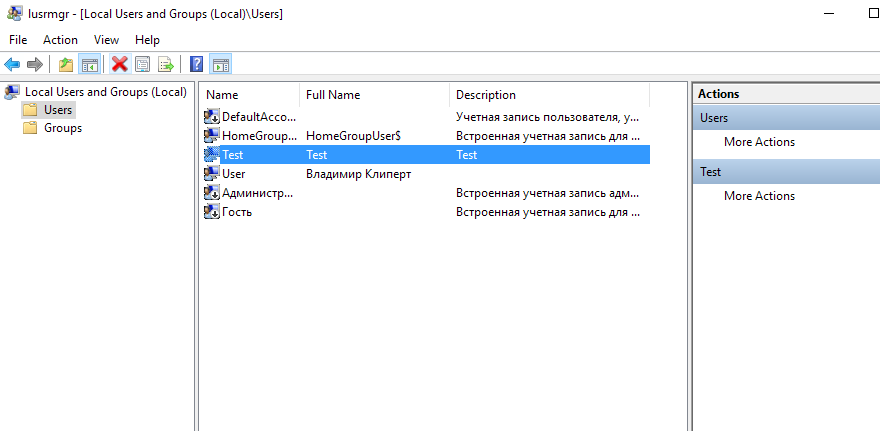 lusrmgr - [Local Users and Groups (Local)\Users]
File Action View Help
Local Users and Groups (Local)
Users
Groups
Name Full Name Description
DefaultAcco... Учетная запись пользователя, у...
HomeGroup... HomeGroupUser$ Встроенная учетная запись для ...
Test Test Test
User Владимир Клиперт
Администр... Встроенная учетная запись адм...
Гость Встроенная учетная запись для ...
Actions
Users
More Actions
Test
More Actions